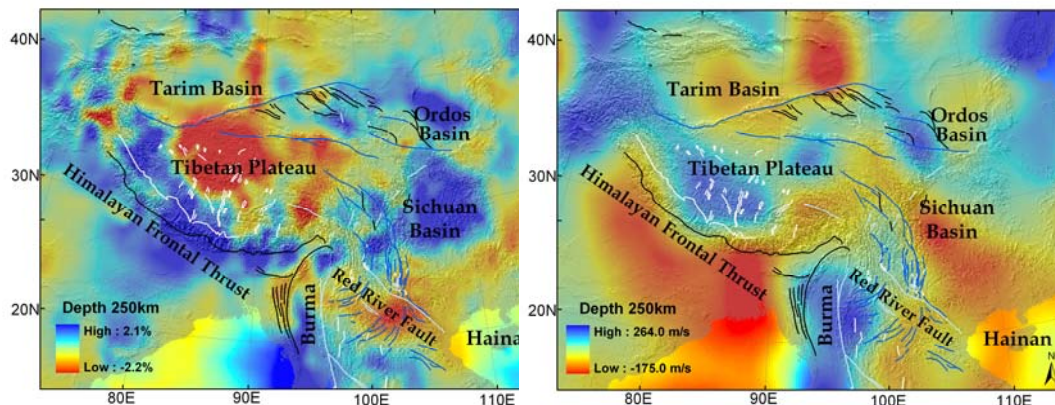 40N
30N
20N
80E
90E
100E
110E
Tarim Basin
Ordos
Basin
Tibetan Plateau
Himalayan Frontal Thrust
Sichuan
Basin
Burma
Red River Fault
Haina
Depth 250km
High : 2.1%
Low : -2.2%
40N
30N
20N
80E
90E
100E
110E
Tarim Basin
Ordos
Basin
Tibetan Plateau
Himalayan Frontal Thrust
Sichuan
Basin
Burma
Red River Fault
Hainan
Depth 250km
High : 264.0 m/s
Low : -175.0 m/s
N